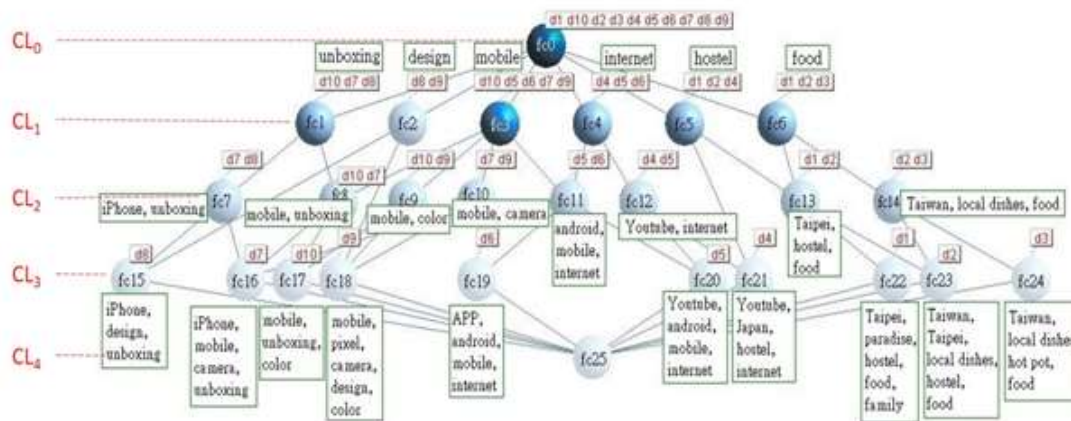 d1 d10 d2 d3 d4 d5 d6 d7 d8 d9
CL0
fc0
unboxing
design
mobile
internet
hostel
food
d10 d7 d8
d8 d9
d10 d5 d6 d7 d9
d4 d5 d6
d1 d2 d4
d1 d2 d3
CL1
fc1
fc2
fc3
fc4
fc5
fc6
d7 d8
d10 d7
d10 d9
d7 d9
d5 d6
d4 d5
d1 d2
d2 d3
CL2
fc7
fc8
fc9
fc10
fc11
fc12
fc13
fc14
iPhone, unboxing
mobile, unboxing
mobile, color
mobile, camera
android,
mobile,
internet
Youtube, internet
Taipei,
hostel,
food
Taiwan, local dishes, food
d8
d7
d10
d9
d6
d5
d4
d1
d2
d3
CL3
fc15
fc16
fc17
fc18
fc19
fc20
fc21
fc22
fc23
fc24
iPhone,
design,
unboxing
iPhone,
mobile,
camera,
unboxing
mobile,
unboxing,
color
mobile,
pixel,
camera,
design,
color
APP,
android,
mobile,
internet
Youtube,
android,
mobile,
internet
Youtube,
Japan,
hostel,
internet
Taipei,
paradise,
hostel,
food,
family
Taiwan,
Taipei,
local dishes,
hostel,
food
Taiwan,
local dishes,
hot pot,
food
CL4
fc25